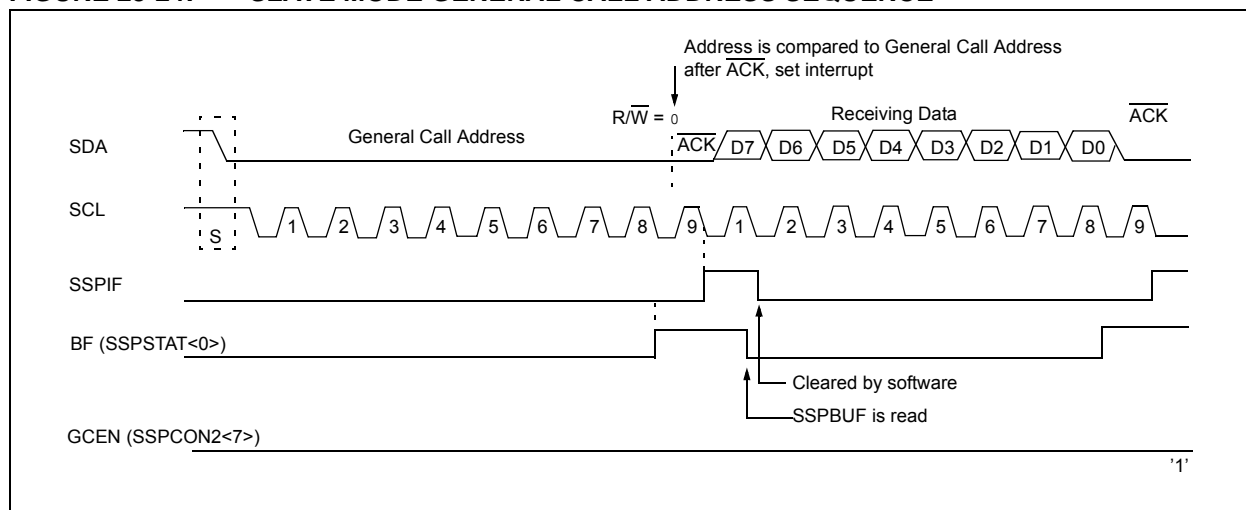 Address is compared to General Call Address
after ACK, set interrupt
R/W = 0
Receiving Data
ACK
SDA
General Call Address
ACK
D7 D6 D5 D4 D3 D2 D1 D0
SCL
S
1 2 3 4 5 6 7 8 9 1 2 3 4 5 6 7 8 9
SSPIF
BF (SSPSTAT<0>)
Cleared by software
SSPBUF is read
GCEN (SSPCON2<7>)
’1’